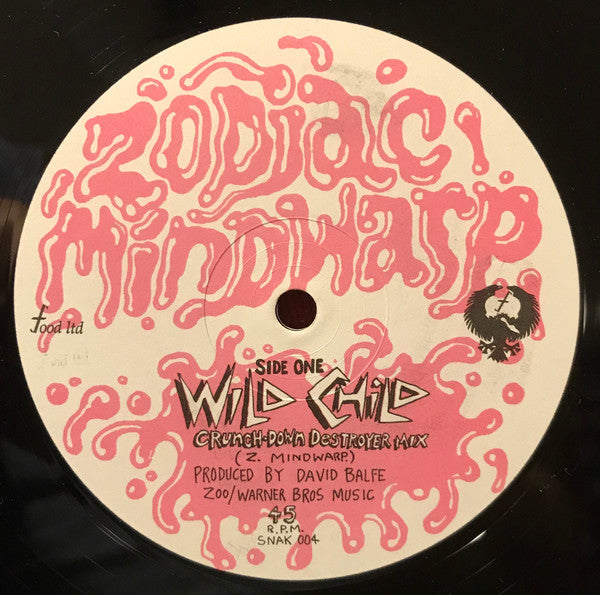 ZODIAC
MINDWARP
food ltd
SIDE ONE
WILD CHILD
CRUNCH-DOWN DESTROYER MIX
(Z. MINDWARP)
PRODUCED BY DAVID BALFE
ZOO/WARNER BROS MUSIC
45
R.P.M.
SNAK 004